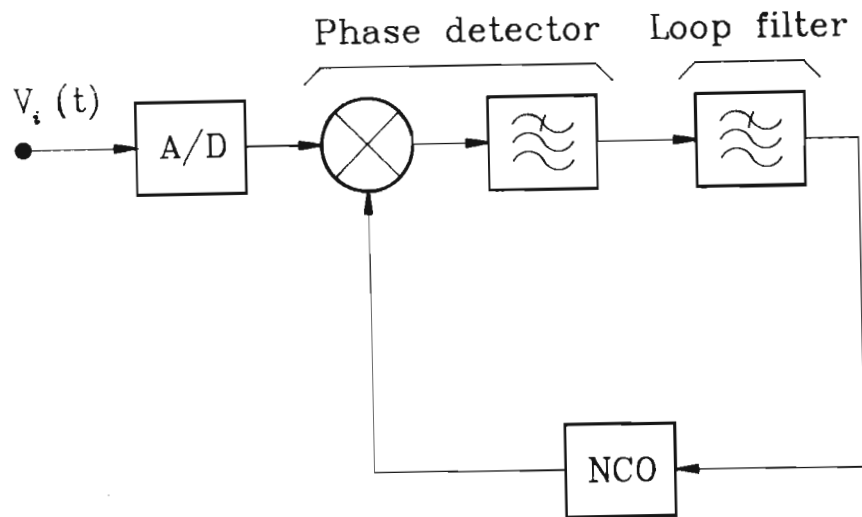 Phase detector
Loop filter
V_i (t)
A/D
NCO